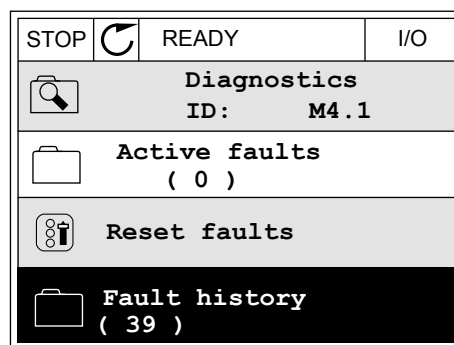 STOP READY I/O
Diagnostics
ID: M4.1
Active faults
( 0 )
Reset faults
Fault history
( 39 )